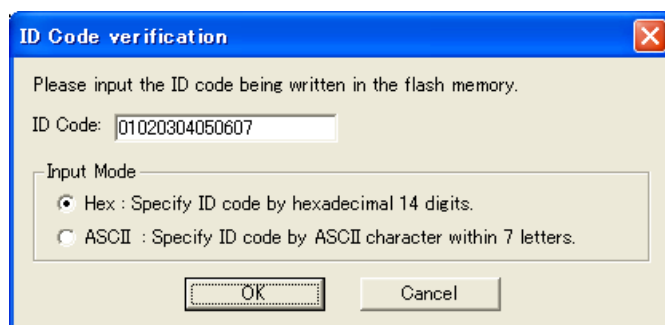 ID Code verification
Please input the ID code being written in the flash memory.
ID Code: 01020304050607
Input Mode
Hex : Specify ID code by hexadecimal 14 digits.
ASCII : Specify ID code by ASCII character within 7 letters.
OK Cancel